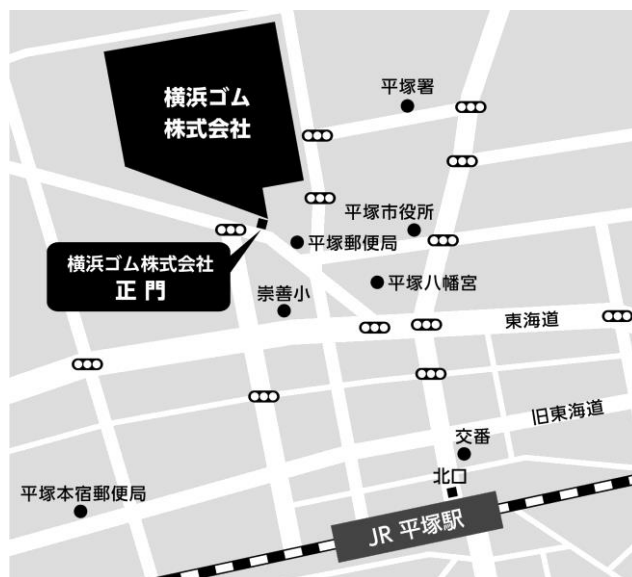 横浜ゴム
株式会社
平塚署
平塚市役所
平塚郵便局
横浜ゴム株式会社
正門
崇善小
平塚八幡宮
東海道
旧東海道
交番
北口
平塚本宿郵便局
JR 平塚駅